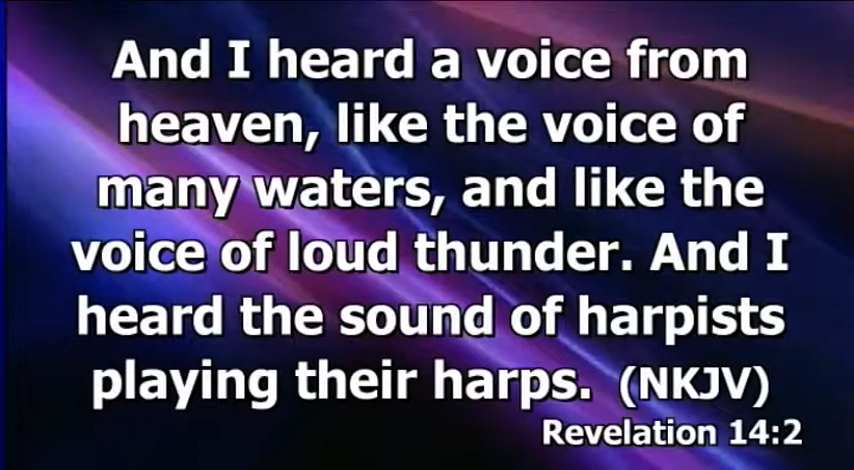 And I heard a voice from
heaven, like the voice of
many waters, and like the
voice of loud thunder. And I
heard the sound of harpists
playing their harps. (NKJV)
Revelation 14:2